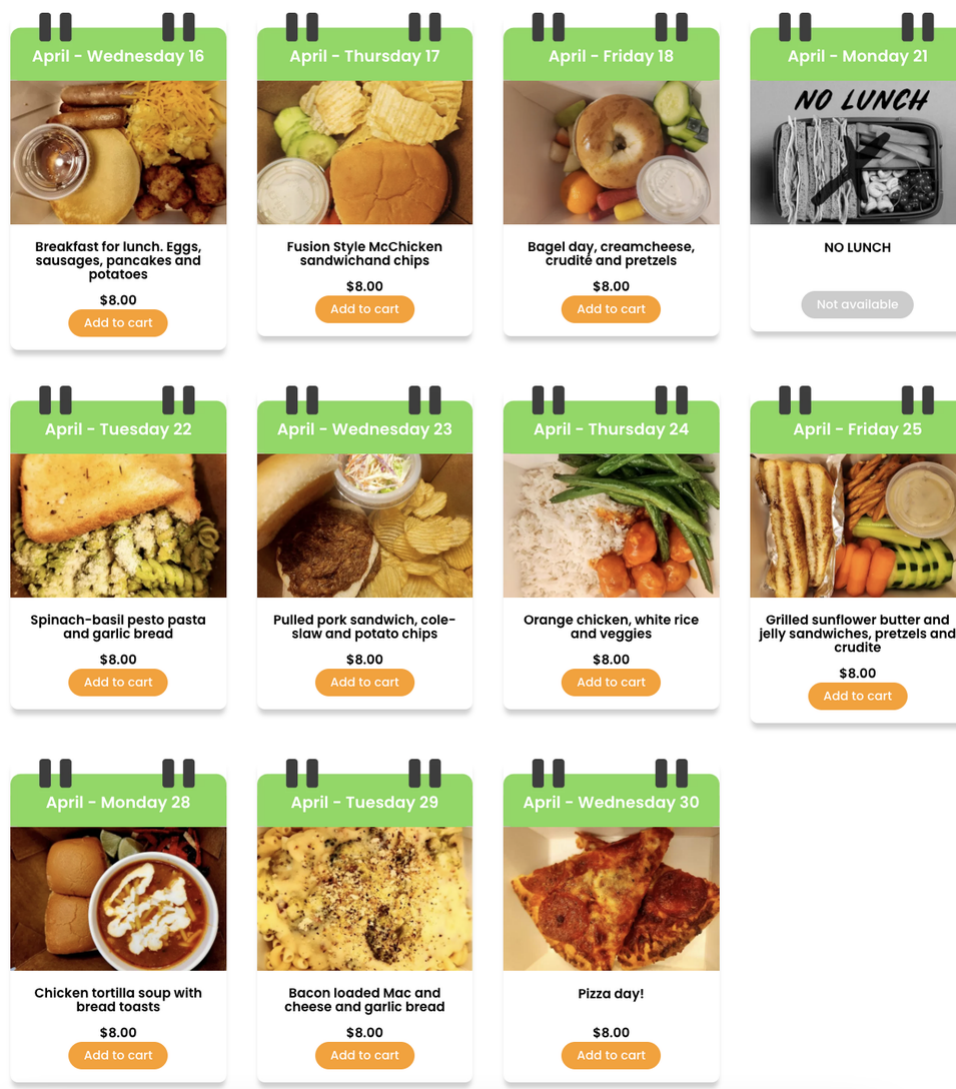 April - Wednesday 16
Breakfast for lunch. Eggs,
sausages, pancakes and
potatoes
$8.00
Add to cart
April - Thursday 17
Fusion Style McChicken
sandwichand chips
$8.00
Add to cart
April - Friday 18
Bagel day, creamcheese,
crudité and pretzels
$8.00
Add to cart
April - Monday 21
NO LUNCH
NO LUNCH
Not available
April - Tuesday 22
Spinach-basil pesto pasta
and garlic bread
$8.00
Add to cart
April - Wednesday 23
Pulled pork sandwich, cole-
slaw and potato chips
$8.00
Add to cart
April - Thursday 24
Orange chicken, white rice
and veggies
$8.00
Add to cart
April - Friday 25
Grilled sunflower butter and
jelly sandwiches, pretzels and
crudite
$8.00
Add to cart
April - Monday 28
Chicken tortilla soup with
bread toasts
$8.00
Add to cart
April - Tuesday 29
Bacon loaded Mac and
cheese and garlic bread
$8.00
Add to cart
April - Wednesday 30
Pizza day!
$8.00
Add to cart